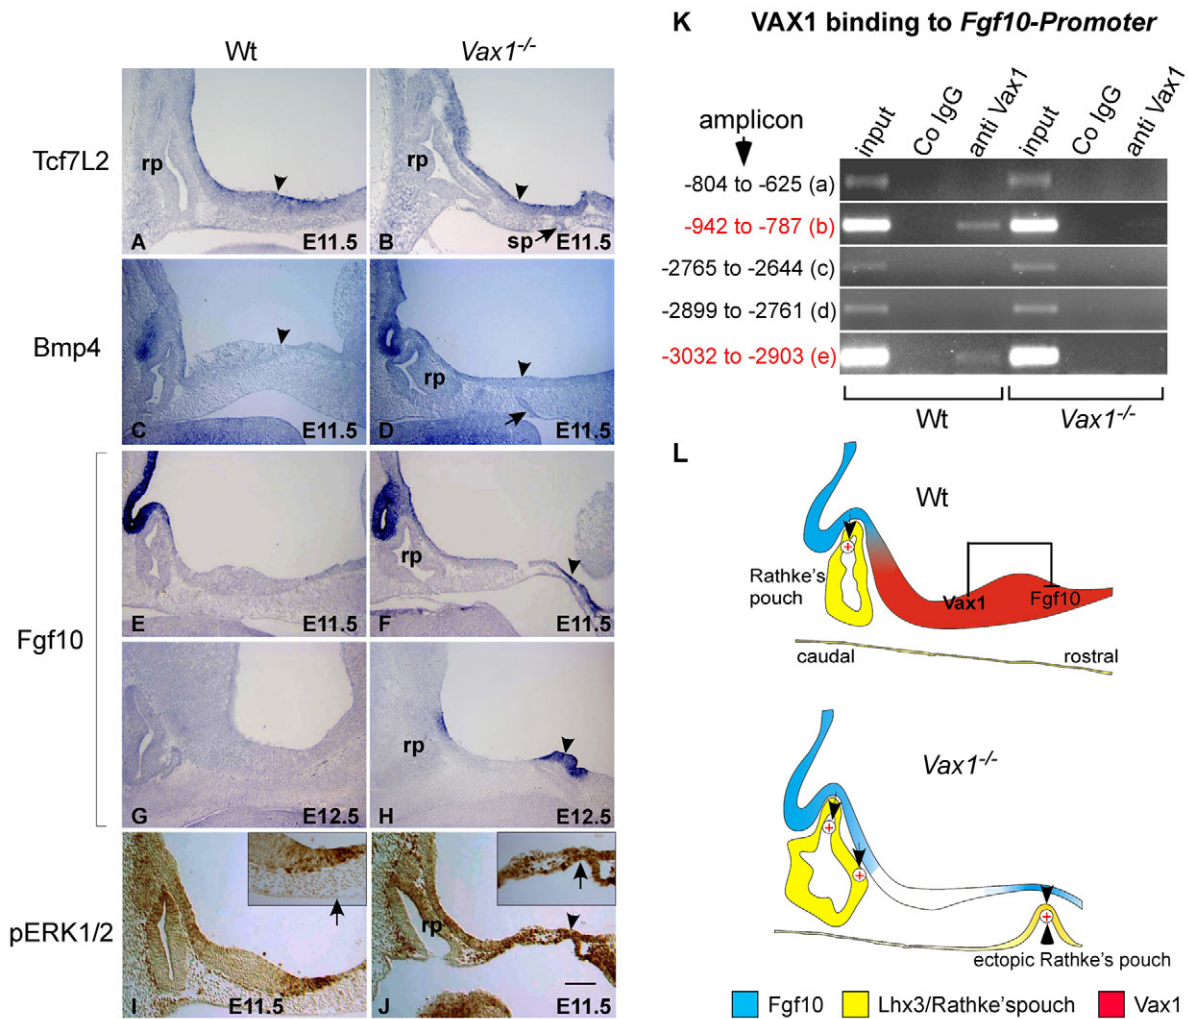 Wt
Vax1-/-
Tcf7L2
rp
A
E11.5
B
sp
E11.5
Bmp4
C
E11.5
rp
D
E11.5
Fgf10
E
E11.5
rp
F
E11.5
G
E12.5
rp
H
E12.5
pERK1/2
I
E11.5
rp
J
E11.5
K
VAX1 binding to Fgf10-Promoter
amplicon
input
Co IgG
anti Vax1
input
Co IgG
anti Vax1
-804 to -625 (a)
-942 to -787 (b)
-2765 to -2644 (c)
-2899 to -2761 (d)
-3032 to -2903 (e)
Wt
Vax1-/-
L
Wt
+
Rathke's
pouch
Vax1
Fgf10
caudal
rostral
Vax1-/-
+
+
+
ectopic Rathke's pouch
Fgf10
Lhx3/Rathke'spouch
Vax1